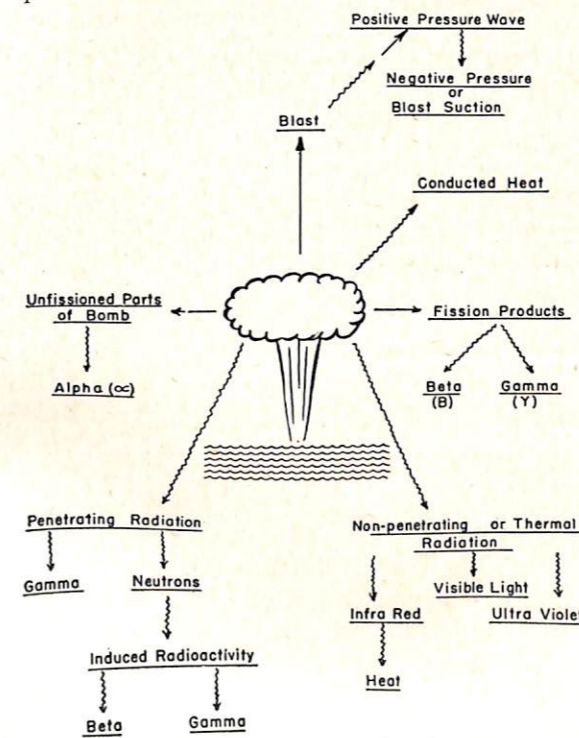 Positive Pressure Wave
Negative Pressure
or
Blast Suction
Blast
Conducted Heat
Unfissioned Parts
of Bomb
Alpha (∝)
Fission Products
Beta
(B)
Gamma
(Y)
Penetrating Radiation
Gamma
Neutrons
Induced Radioactivity
Beta
Gamma
Non-penetrating or Thermal
Radiation
Visible Light
Infra Red
Ultra Violet
Heat